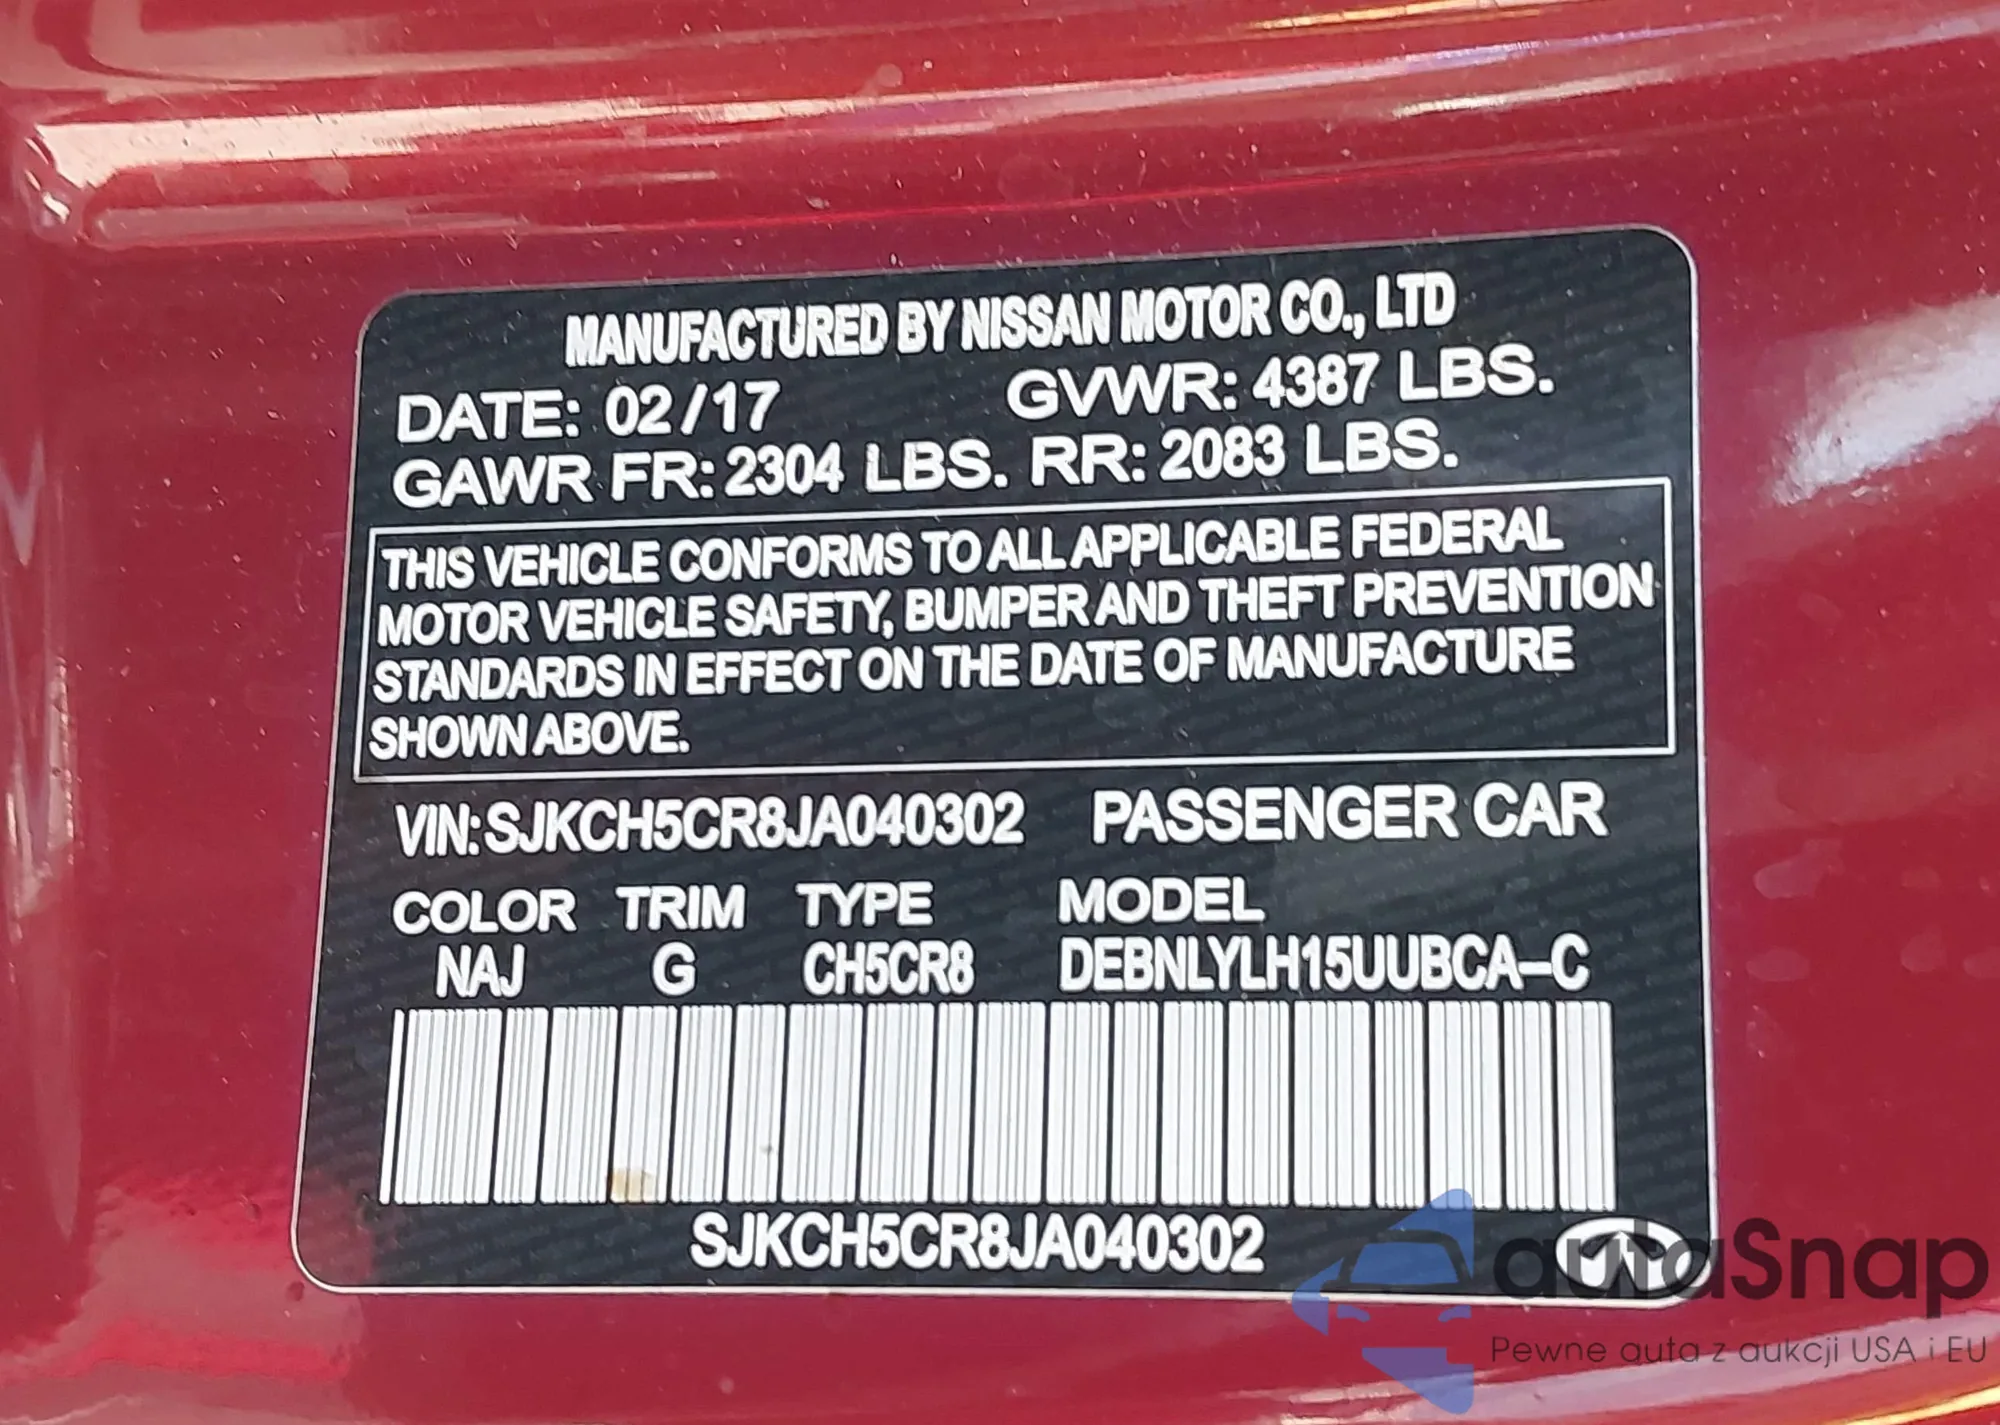 MANUFACTURED BY NISSAN MOTOR CO., LTD
DATE: 02/17 GVWR: 4387 LBS.
GAWR FR: 2304 LBS. RR: 2083 LBS.
THIS VEHICLE CONFORMS TO ALL APPLICABLE FEDERAL
MOTOR VEHICLE SAFETY, BUMPER AND THEFT PREVENTION
STANDARDS IN EFFECT ON THE DATE OF MANUFACTURE
SHOWN ABOVE.
VIN: SJKCH5CR8JA040302 PASSENGER CAR
COLOR TRIM TYPE MODEL
NAJ G CH5CR8 DEBNLYLH15UUBCA-C
SJKCH5CR8JA040302
autaSnap
Pewne auta z aukcji USA i EU